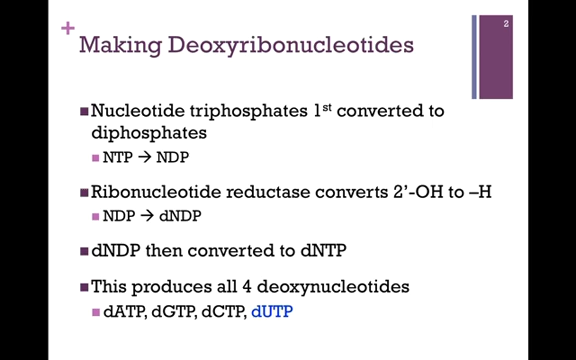 2
+
Making Deoxyribonucleotides
■Nucleotide triphosphates 1st converted to
diphosphates
■NTP → NDP
■Ribonucleotide reductase converts 2’-OH to –H
■NDP → dNDP
■dNDP then converted to dNTP
■This produces all 4 deoxynucleotides
■dATP, dGTP, dCTP, dUTP